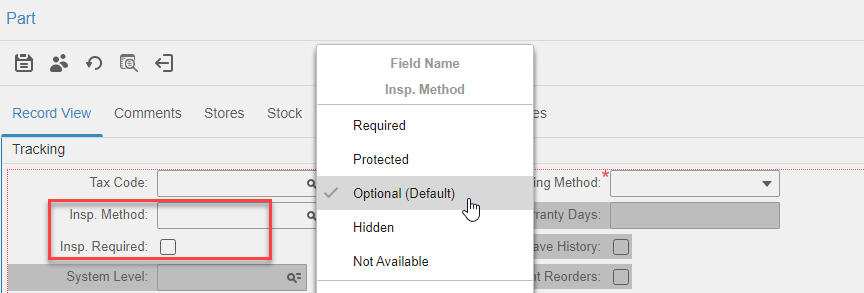 Part
Record View Comments Stores Stock es
Tracking
Tax Code: ing Method: *
Insp. Method: rranty Days:
Insp. Required: ave History:
System Level: nt Reorders:
Field Name
Insp. Method
Required
Protected
Optional (Default)
Hidden
Not Available